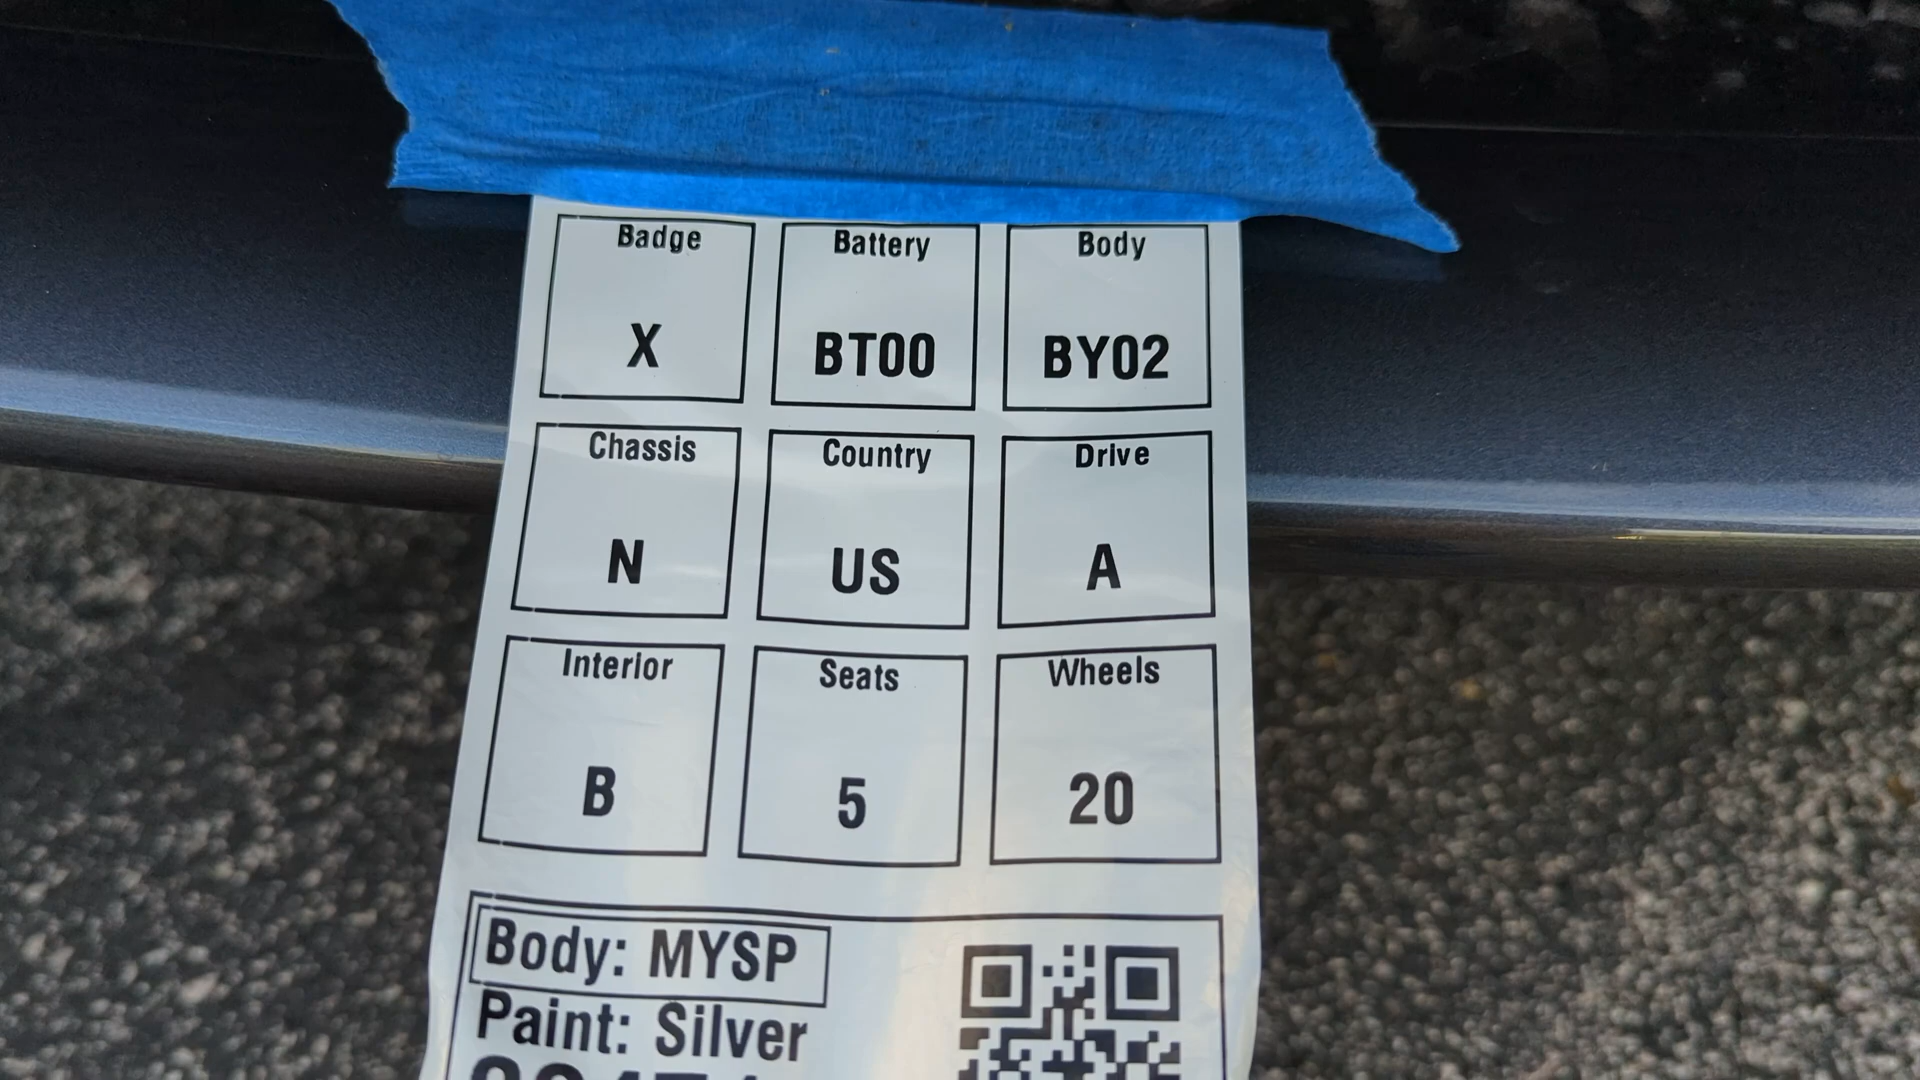 Badge Battery Body
X BT00 BY02
Chassis Country Drive
N US A
Interior Seats Wheels
B 5 20
Body: MYSP
Paint: Silver